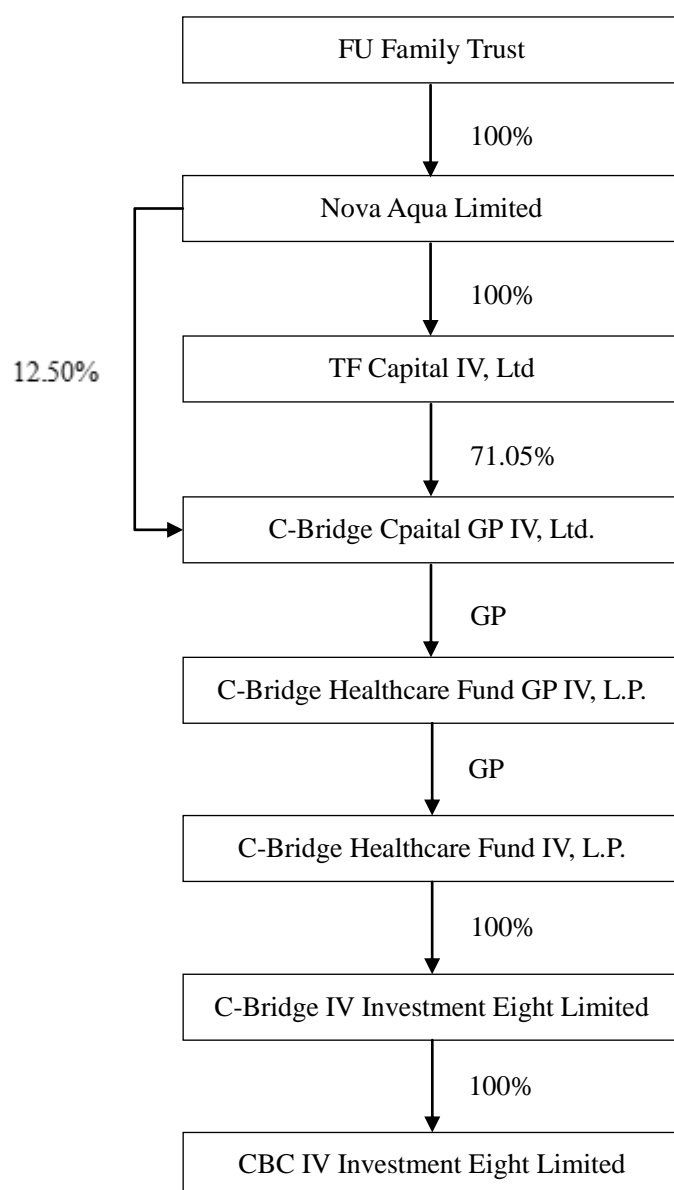 FU Family Trust
100%
Nova Aqua Limited
100%
12.50%
TF Capital IV, Ltd
71.05%
C-Bridge Cpaital GP IV, Ltd.
GP
C-Bridge Healthcare Fund GP IV, L.P.
GP
C-Bridge Healthcare Fund IV, L.P.
100%
C-Bridge IV Investment Eight Limited
100%
CBC IV Investment Eight Limited